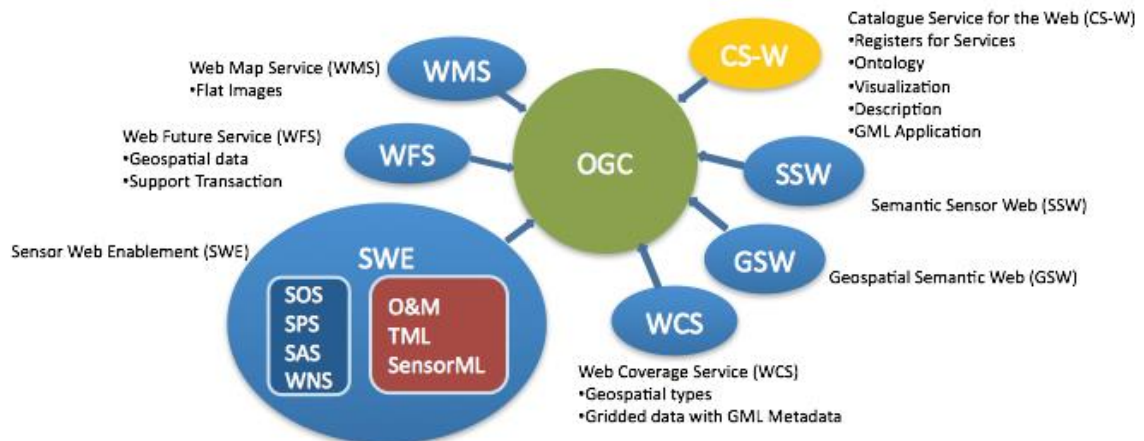 Web Map Service (WMS)
•Flat Images
WMS
Web Future Service (WFS)
•Geospatial data
•Support Transaction
WFS
Sensor Web Enablement (SWE)
SWE
SOS
SPS
SAS
WNS
O&M
TML
SensorML
OGC
CS-W
Catalogue Service for the Web (CS-W)
•Registers for Services
•Ontology
•Visualization
•Description
•GML Application
SSW
Semantic Sensor Web (SSW)
GSW
Geospatial Semantic Web (GSW)
WCS
Web Coverage Service (WCS)
•Geospatial types
•Gridded data with GML Metadata